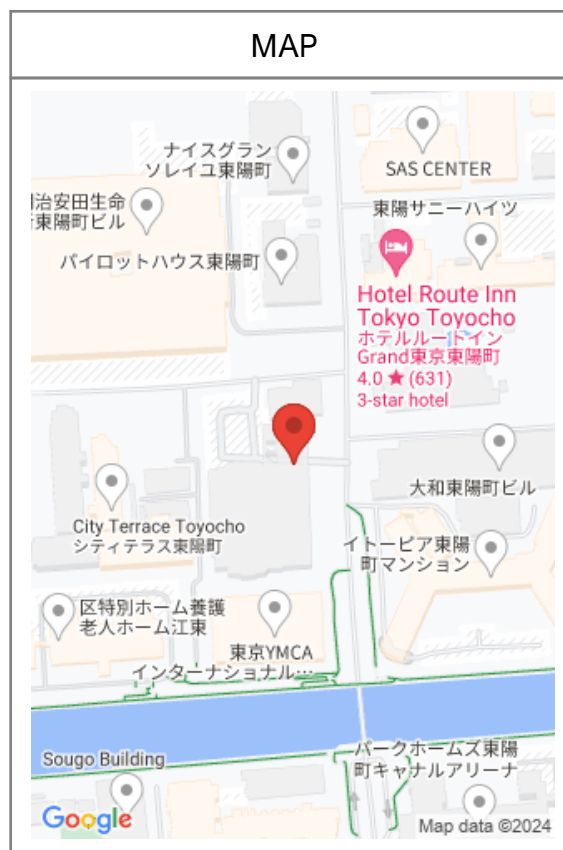 MAP
ナイスグラン
ソレイユ東陽町
SAS CENTER
治安田生命
東陽町ビル
東陽サニーハイツ
パイロットハウス東陽町
Hotel Route Inn
Tokyo Toyocho
ホテルルートイン
Grand東京東陽町
4.0 ★ (631)
3-star hotel
大和東陽町ビル
City Terrace Toyocho
シティテラス東陽町
イトーピア東陽
町マンション
区特別ホーム養護
老人ホーム江東
東京YMCA
インターナショナル…
Sougo Building
パークホームズ東陽
町キャナルアリーナ
Google
Map data ©2024